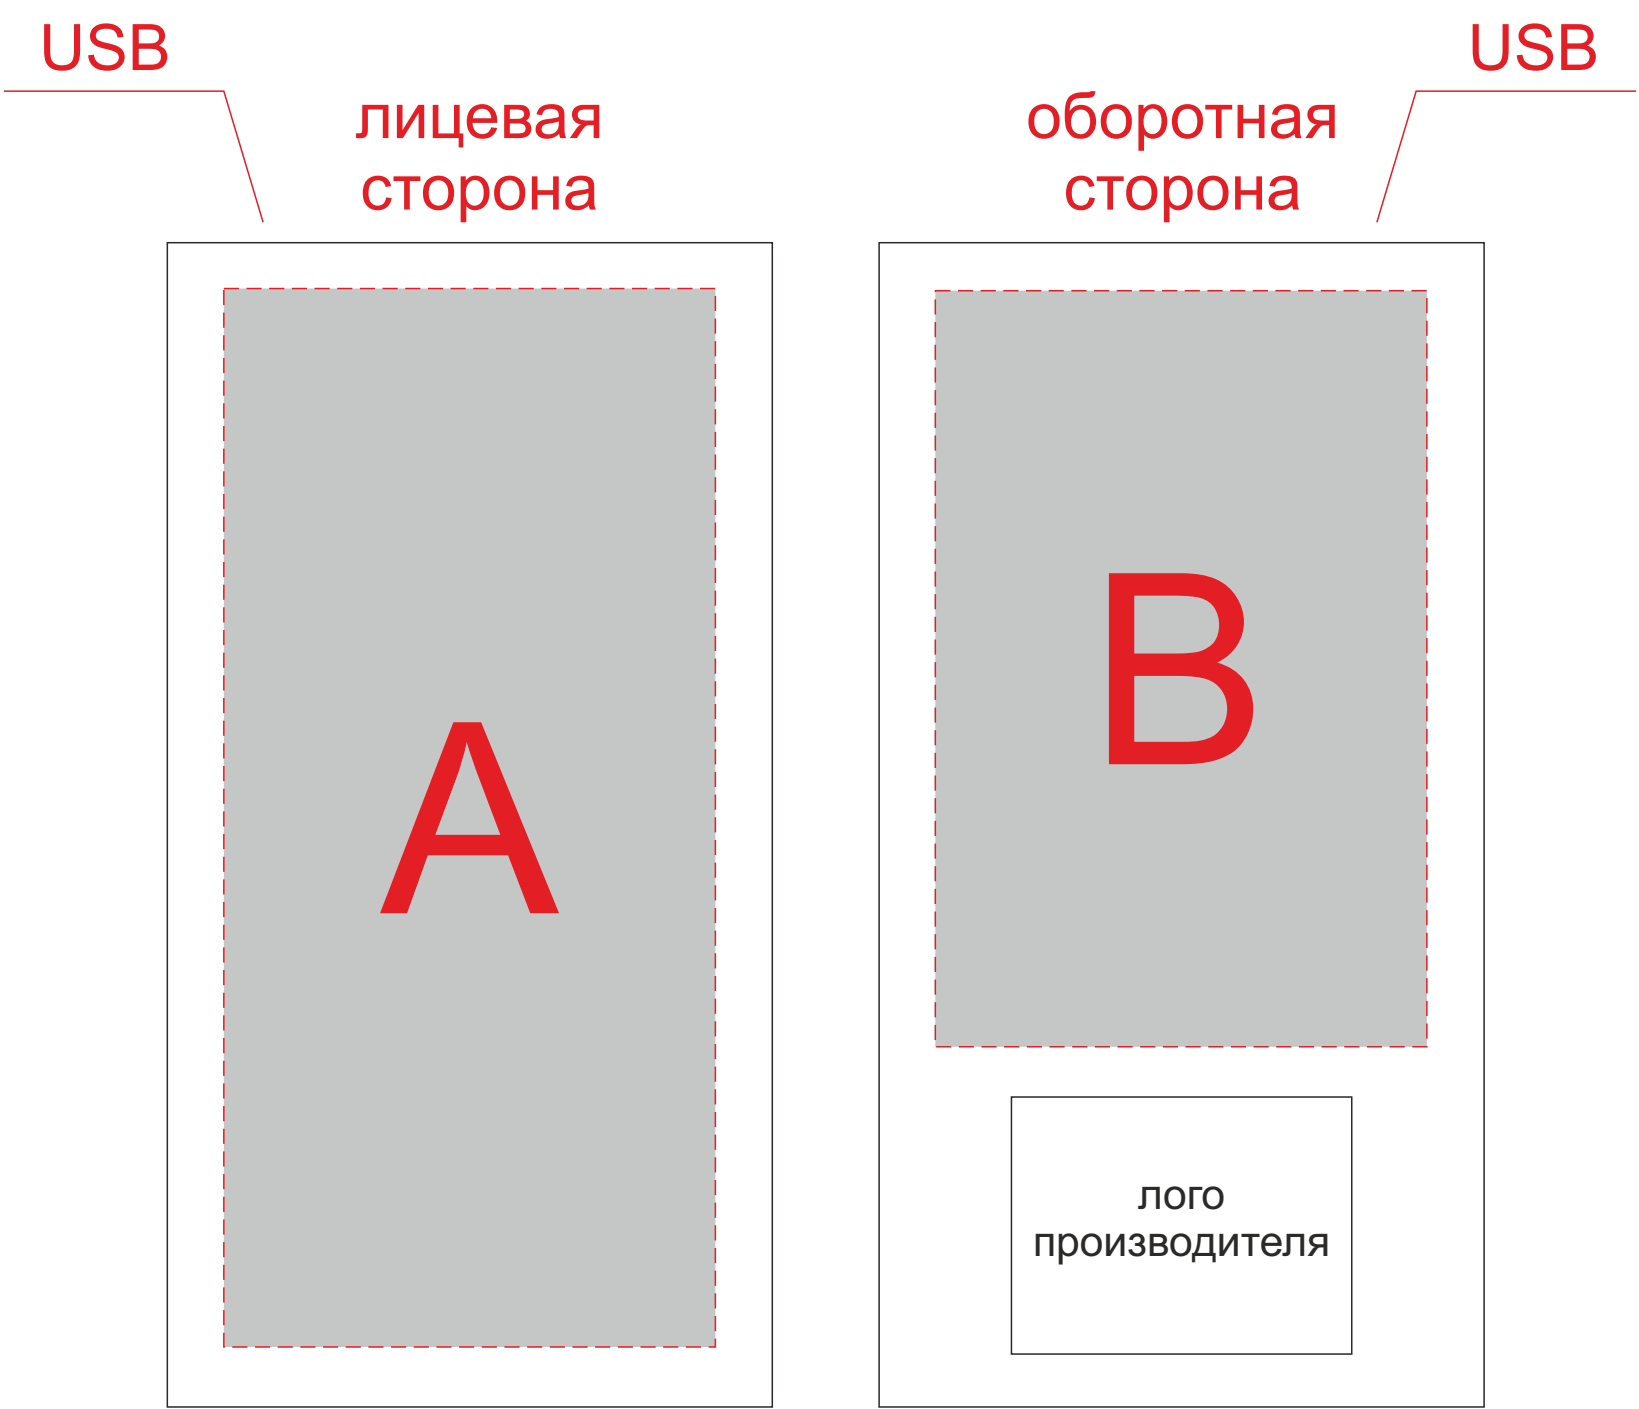 USB
лицевая
сторона
A
USB
оборотная
сторона
B
лого
производителя